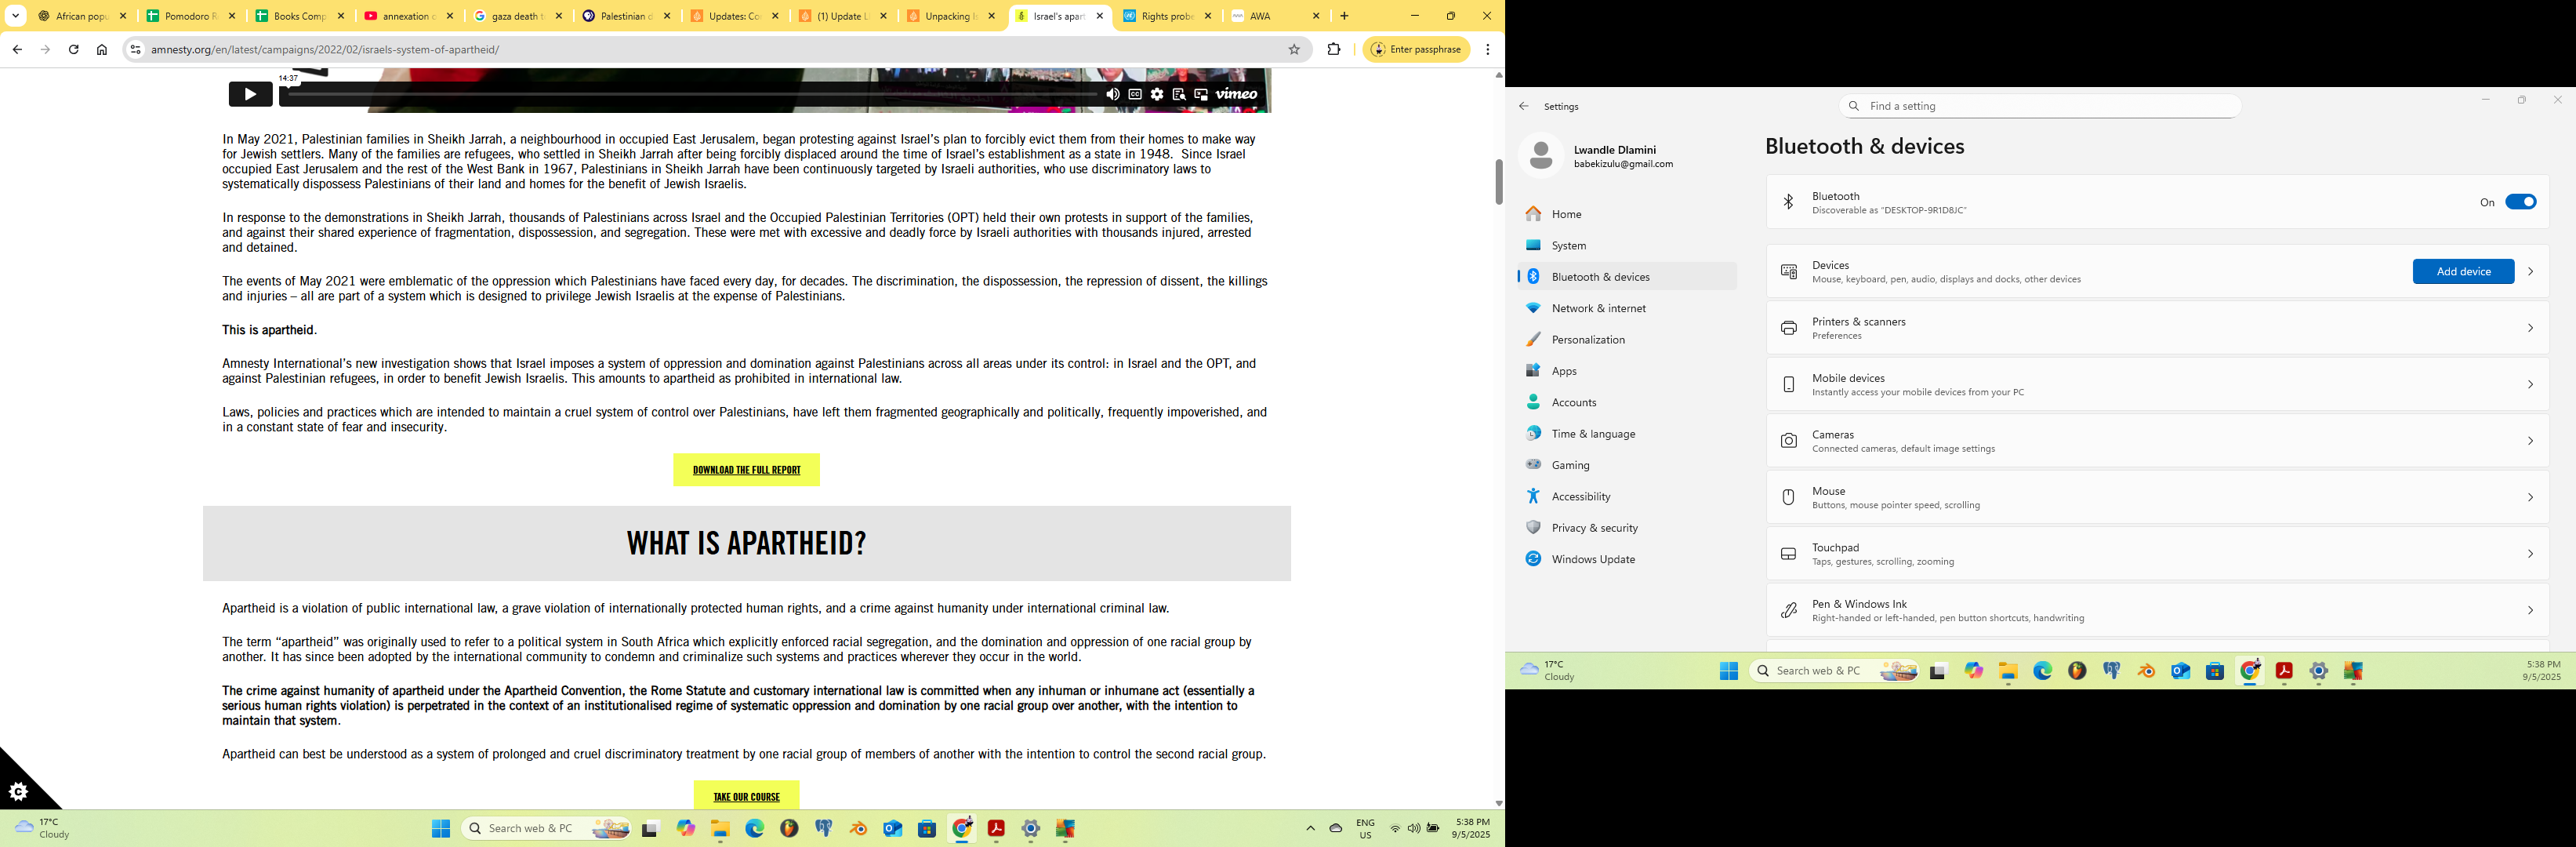 African popu
Pomodoro R
Books Comp
annexation o
gaza death t
Palestinian d
Updates: Co
(1) Update L
Unpacking Is
Israel's apart
Rights probe
AWA
amnesty.org/en/latest/campaigns/2022/02/israels-system-of-apartheid/
Enter passphrase
14:37
CC
vimeo
In May 2021, Palestinian families in Sheikh Jarrah, a neighbourhood in occupied East Jerusalem, began protesting against Israel's plan to forcibly evict them from their homes to make way
for Jewish settlers. Many of the families are refugees, who settled in Sheikh Jarrah after being forcibly displaced around the time of Israel's establishment as a state in 1948. Since Israel
occupied East Jerusalem and the rest of the West Bank in 1967, Palestinians in Sheikh Jarrah have been continuously targeted by Israeli authorities, who use discriminatory laws to
systematically dispossess Palestinians of their land and homes for the benefit of Jewish Israelis.
In response to the demonstrations in Sheikh Jarrah, thousands of Palestinians across Israel and the Occupied Palestinian Territories (OPT) held their own protests in support of the families,
and against their shared experience of fragmentation, dispossession, and segregation. These were met with excessive and deadly force by Israeli authorities with thousands injured, arrested
and detained.
The events of May 2021 were emblematic of the oppression which Palestinians have faced every day, for decades. The discrimination, the dispossession, the repression of dissent, the killings
and injuries – all are part of a system which is designed to privilege Jewish Israelis at the expense of Palestinians.
This is apartheid.
Amnesty International's new investigation shows that Israel imposes a system of oppression and domination against Palestinians across all areas under its control: in Israel and the OPT, and
against Palestinian refugees, in order to benefit Jewish Israelis. This amounts to apartheid as prohibited in international law.
Laws, policies and practices which are intended to maintain a cruel system of control over Palestinians, have left them fragmented geographically and politically, frequently impoverished, and
in a constant state of fear and insecurity.
DOWNLOAD THE FULL REPORT
WHAT IS APARTHEID?
Apartheid is a violation of public international law, a grave violation of internationally protected human rights, and a crime against humanity under international criminal law.
The term “apartheid” was originally used to refer to a political system in South Africa which explicitly enforced racial segregation, and the domination and oppression of one racial group by
another. It has since been adopted by the international community to condemn and criminalize such systems and practices wherever they occur in the world.
The crime against humanity of apartheid under the Apartheid Convention, the Rome Statute and customary international law is committed when any inhuman or inhumane act (essentially a
serious human rights violation) is perpetrated in the context of an institutionalised regime of systematic oppression and domination by one racial group over another, with the intention to
maintain that system.
Apartheid can best be understood as a system of prolonged and cruel discriminatory treatment by one racial group of members of another with the intention to control the second racial group.
TAKE OUR COURSE
17°C
Cloudy
Search web & PC
ENG
US
5:38 PM
9/5/2025
Settings
Find a setting
Lwandle Dlamini
babekizulu@gmail.com
Home
System
Bluetooth & devices
Network & internet
Personalization
Apps
Accounts
Time & language
Gaming
Accessibility
Privacy & security
Windows Update
Bluetooth & devices
Bluetooth
Discoverable as "DESKTOP-9R1D8JC"
On
Devices
Mouse, keyboard, pen, audio, displays and docks, other devices
Add device
Printers & scanners
Preferences
Mobile devices
Instantly access your mobile devices from your PC
Cameras
Connected cameras, default image settings
Mouse
Buttons, mouse pointer speed, scrolling
Touchpad
Taps, gestures, scrolling, zooming
Pen & Windows Ink
Right-handed or left-handed, pen button shortcuts, handwriting
17°C
Cloudy
Search web & PC
5:38 PM
9/5/2025